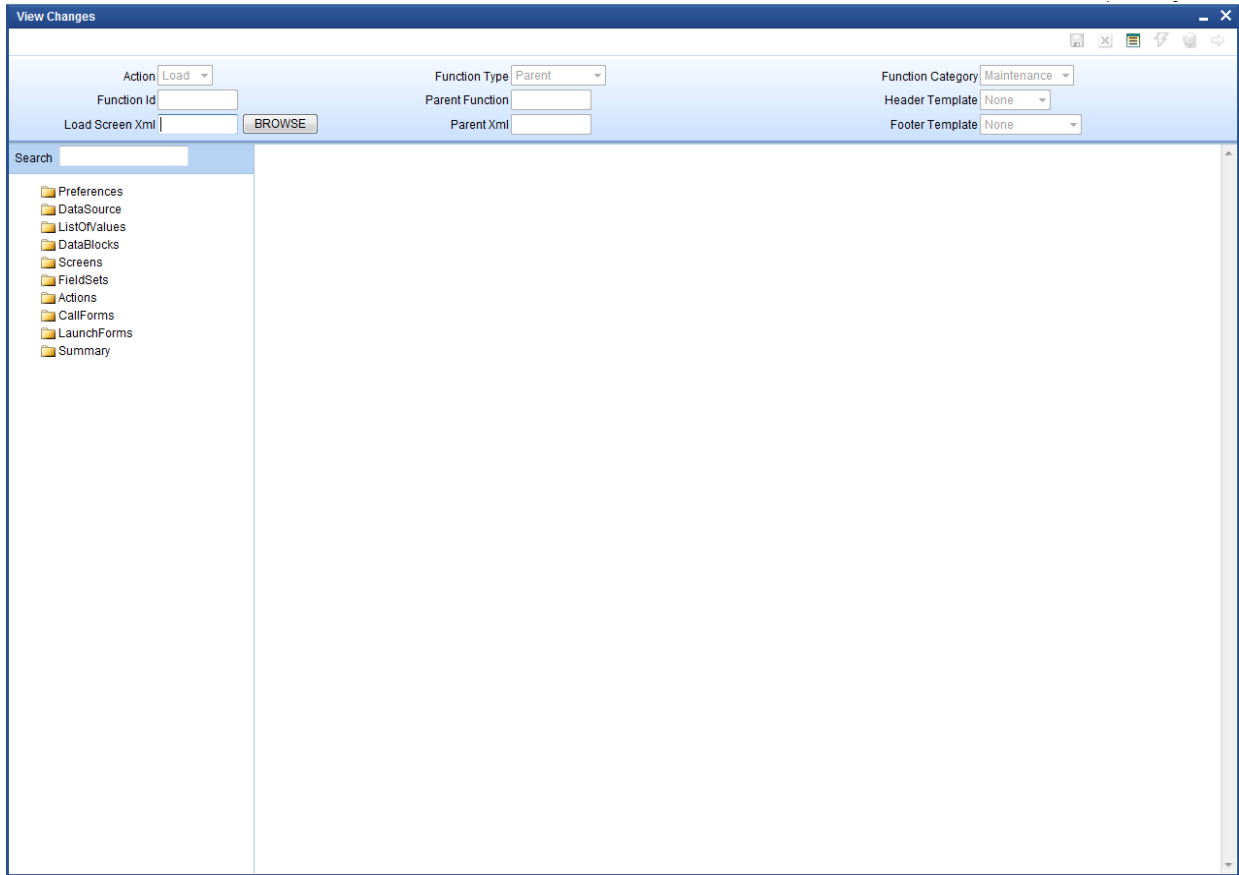 View Changes
Action Load Function Type Parent Function Category Maintenance
Function Id Parent Function Header Template None
Load Screen Xml BROWSE Parent Xml Footer Template None
Search
Preferences
DataSource
ListOfValues
DataBlocks
Screens
FieldSets
Actions
CallForms
LaunchForms
Summary